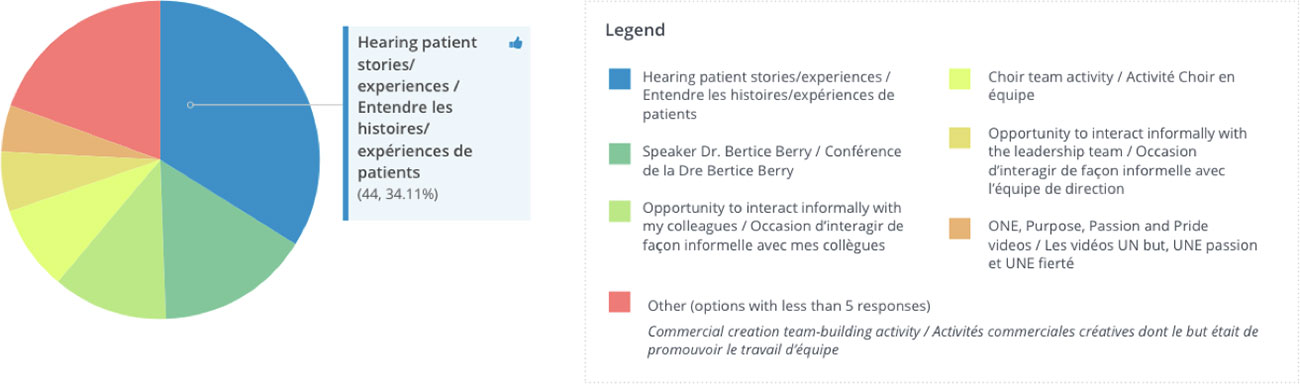 Hearing patient
stories/
experiences /
Entendre les
histoires/
expériences de
patients
(44, 34.11%)
Legend
Hearing patient stories/experiences /
Entendre les histoires/expériences de
patients
Speaker Dr. Bertice Berry / Conférence
de la Dre Bertice Berry
Opportunity to interact informally with
my colleagues / Occasion d’interagir de
façon informelle avec mes collègues
Choir team activity / Activité Choir en
équipe
Opportunity to interact informally with
the leadership team / Occasion
d’interagir de façon informelle avec
l’équipe de direction
ONE, Purpose, Passion and Pride
videos / Les vidéos UN but, UNE passion
et UNE fierté
Other (options with less than 5 responses)
Commercial creation team-building activity / Activités commerciales créatives dont le but était de
promouvoir le travail d’équipe